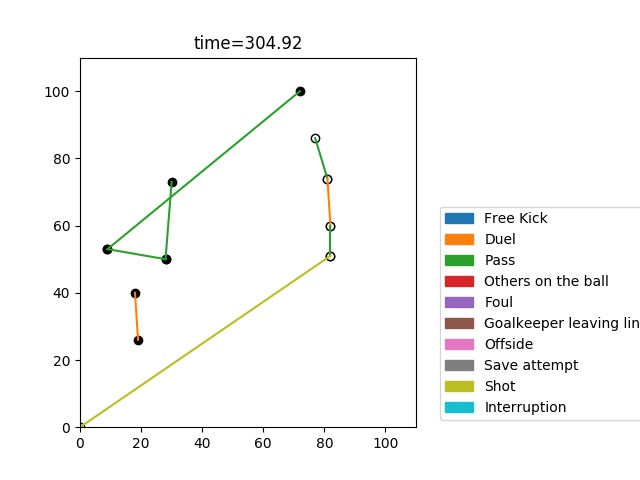 time=304.92
100
80
60
40
20
0
0 20 40 60 80 100
Free Kick
Duel
Pass
Others on the ball
Foul
Goalkeeper leaving lin
Offside
Save attempt
Shot
Interruption